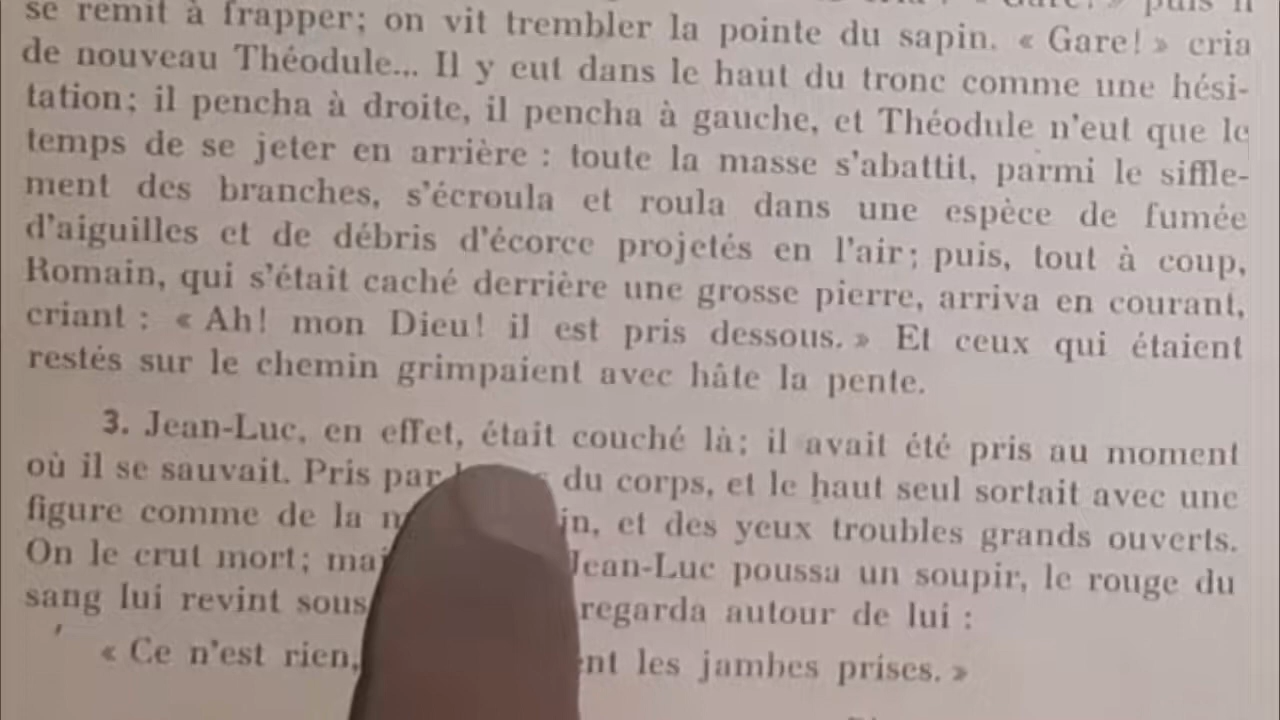 se remit à frapper; on vit trembler la pointe du sapin. « Gare! » cria
de nouveau Théodule... Il y eut dans le haut du tronc comme une hési-
tation; il pencha à droite, il pencha à gauche, et Théodule n'eut que le
temps de se jeter en arrière : toute la masse s'abattit, parmi le siffle-
ment des branches, s'écroula et roula dans une espèce de fumée
d'aiguilles et de débris d'écorce projetés en l'air; puis, tout à coup,
Romain, qui s'était caché derrière une grosse pierre, arriva en courant,
criant : « Ah! mon Dieu! il est pris dessous. » Et ceux qui étaient
restés sur le chemin grimpaient avec hâte la pente.
3. Jean-Luc, en effet, était couché là; il avait été pris au moment
où il se sauvait. Pris par du corps, et le haut seul sortait avec une
figure comme de la et des yeux troubles grands ouverts.
On le crut mort; Jean-Luc poussa un soupir, le rouge du
sang lui revint sous regarda autour de lui :
« Ce n'est rien, les jambes prises. »